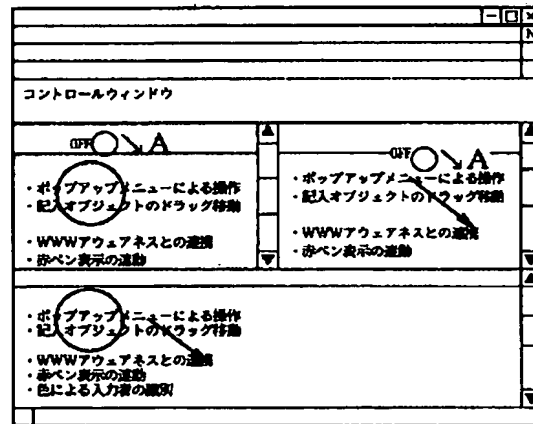 コントロールウィンドウ
OFF A
・ポップアップメニューによる操作
・記入オブジェクトのドラッグ移動
・WWWアウェアネスとの連携
・赤ペン表示の連動
OFF A
・ポップアップメニューによる操作
・記入オブジェクトのドラッグ移動
・WWWアウェアネスとの連携
・赤ペン表示の連動
・ポップアップメニューによる操作
・記入オブジェクトのドラッグ移動
・WWWアウェアネスとの連携
・赤ペン表示の連動
・色による入力者の識別